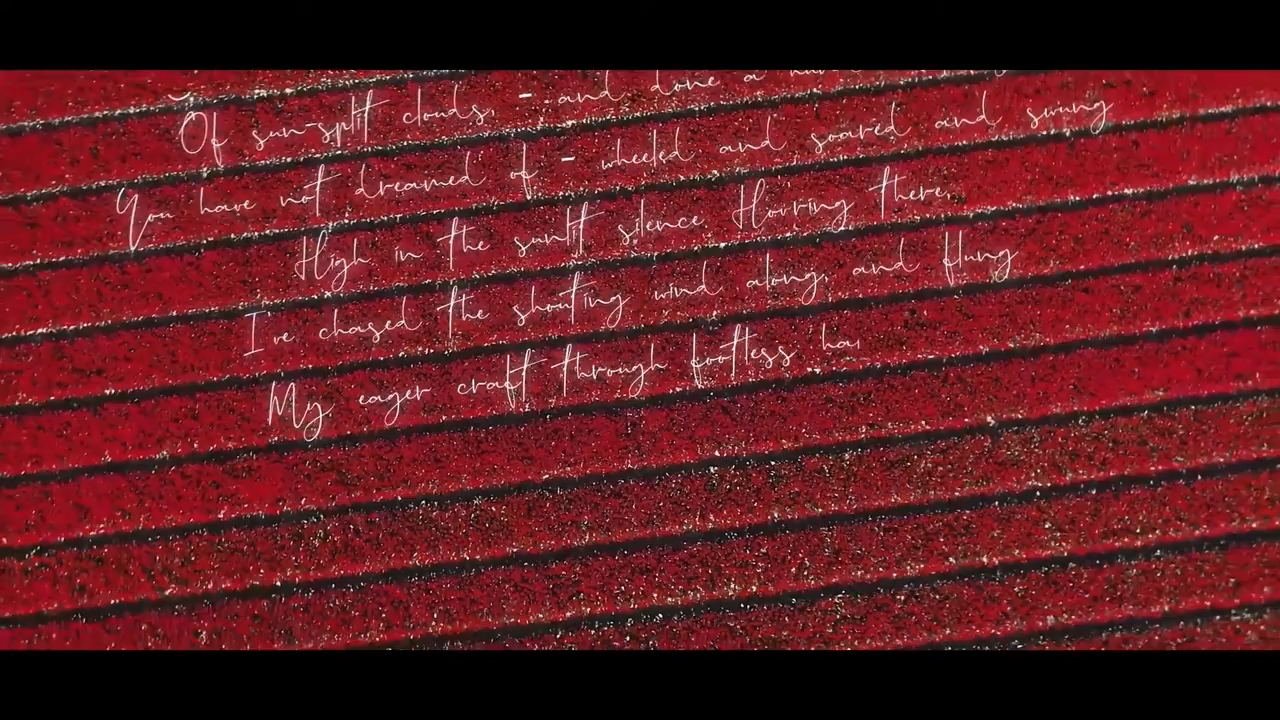 Of sun-split clouds, - and done a
You have not dreamed of - wheeled and soared and swung
High in the sunlit silence. Hov'ring there,
I've chased the shouting wind along, and flung
My eager craft through footless ha